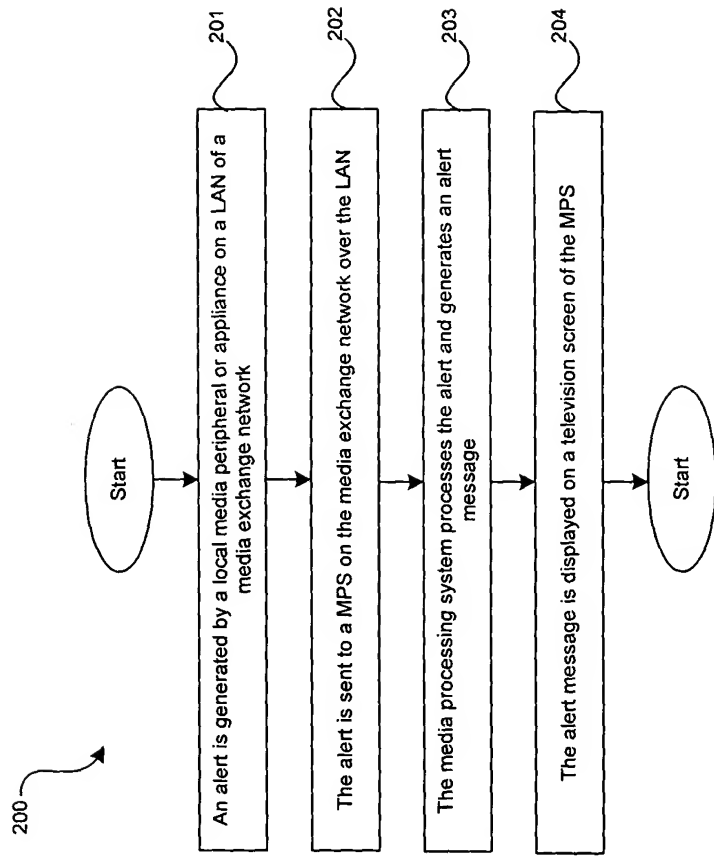 200
Start
An alert is generated by a local media peripheral or appliance on a LAN of a
media exchange network
201
The alert is sent to a MPS on the media exchange network over the LAN
202
The media processing system processes the alert and generates an alert
message
203
The alert message is displayed on a television screen of the MPS
204
Start